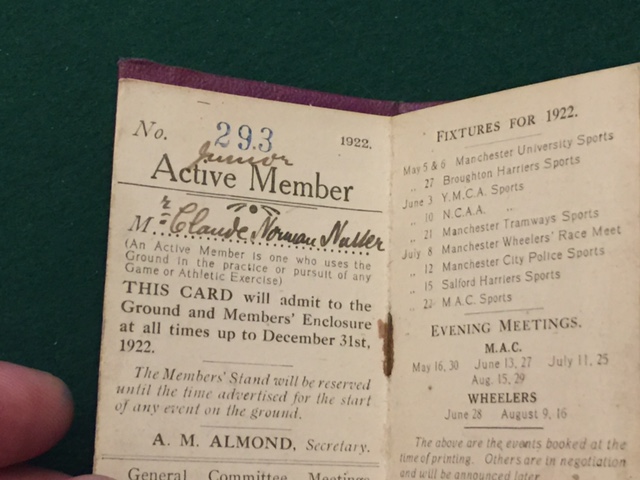 No. 293 1922.
Junior
Active Member
Mr. Claude Norman Nutter
(An Active Member is one who uses the
Ground in the practice or pursuit of any
Game or Athletic Exercise)
THIS CARD will admit to the
Ground and Members' Enclosure
at all times up to December 31st,
1922.
The Members' Stand will be reserved
until the time advertised for the start
of any event on the ground.
A. M. ALMOND, Secretary.
General Committee Meetings
FIXTURES FOR 1922.
May 5 & 6 Manchester University Sports
„ 27 Broughton Harriers Sports
June 3 Y.M.C.A. Sports
„ 10 N.C.A.A. „
„ 21 Manchester Tramways Sports
July 8 Manchester Wheelers' Race Meet
„ 12 Manchester City Police Sports
„ 15 Salford Harriers Sports
„ 22 M.A.C. Sports
EVENING MEETINGS.
M.A.C.
May 16, 30 June 13, 27 July 11, 25
Aug. 15, 29
WHEELERS
June 28 August 9, 16
The above are the events booked at the
time of printing. Others are in negotiation
and will be announced later.